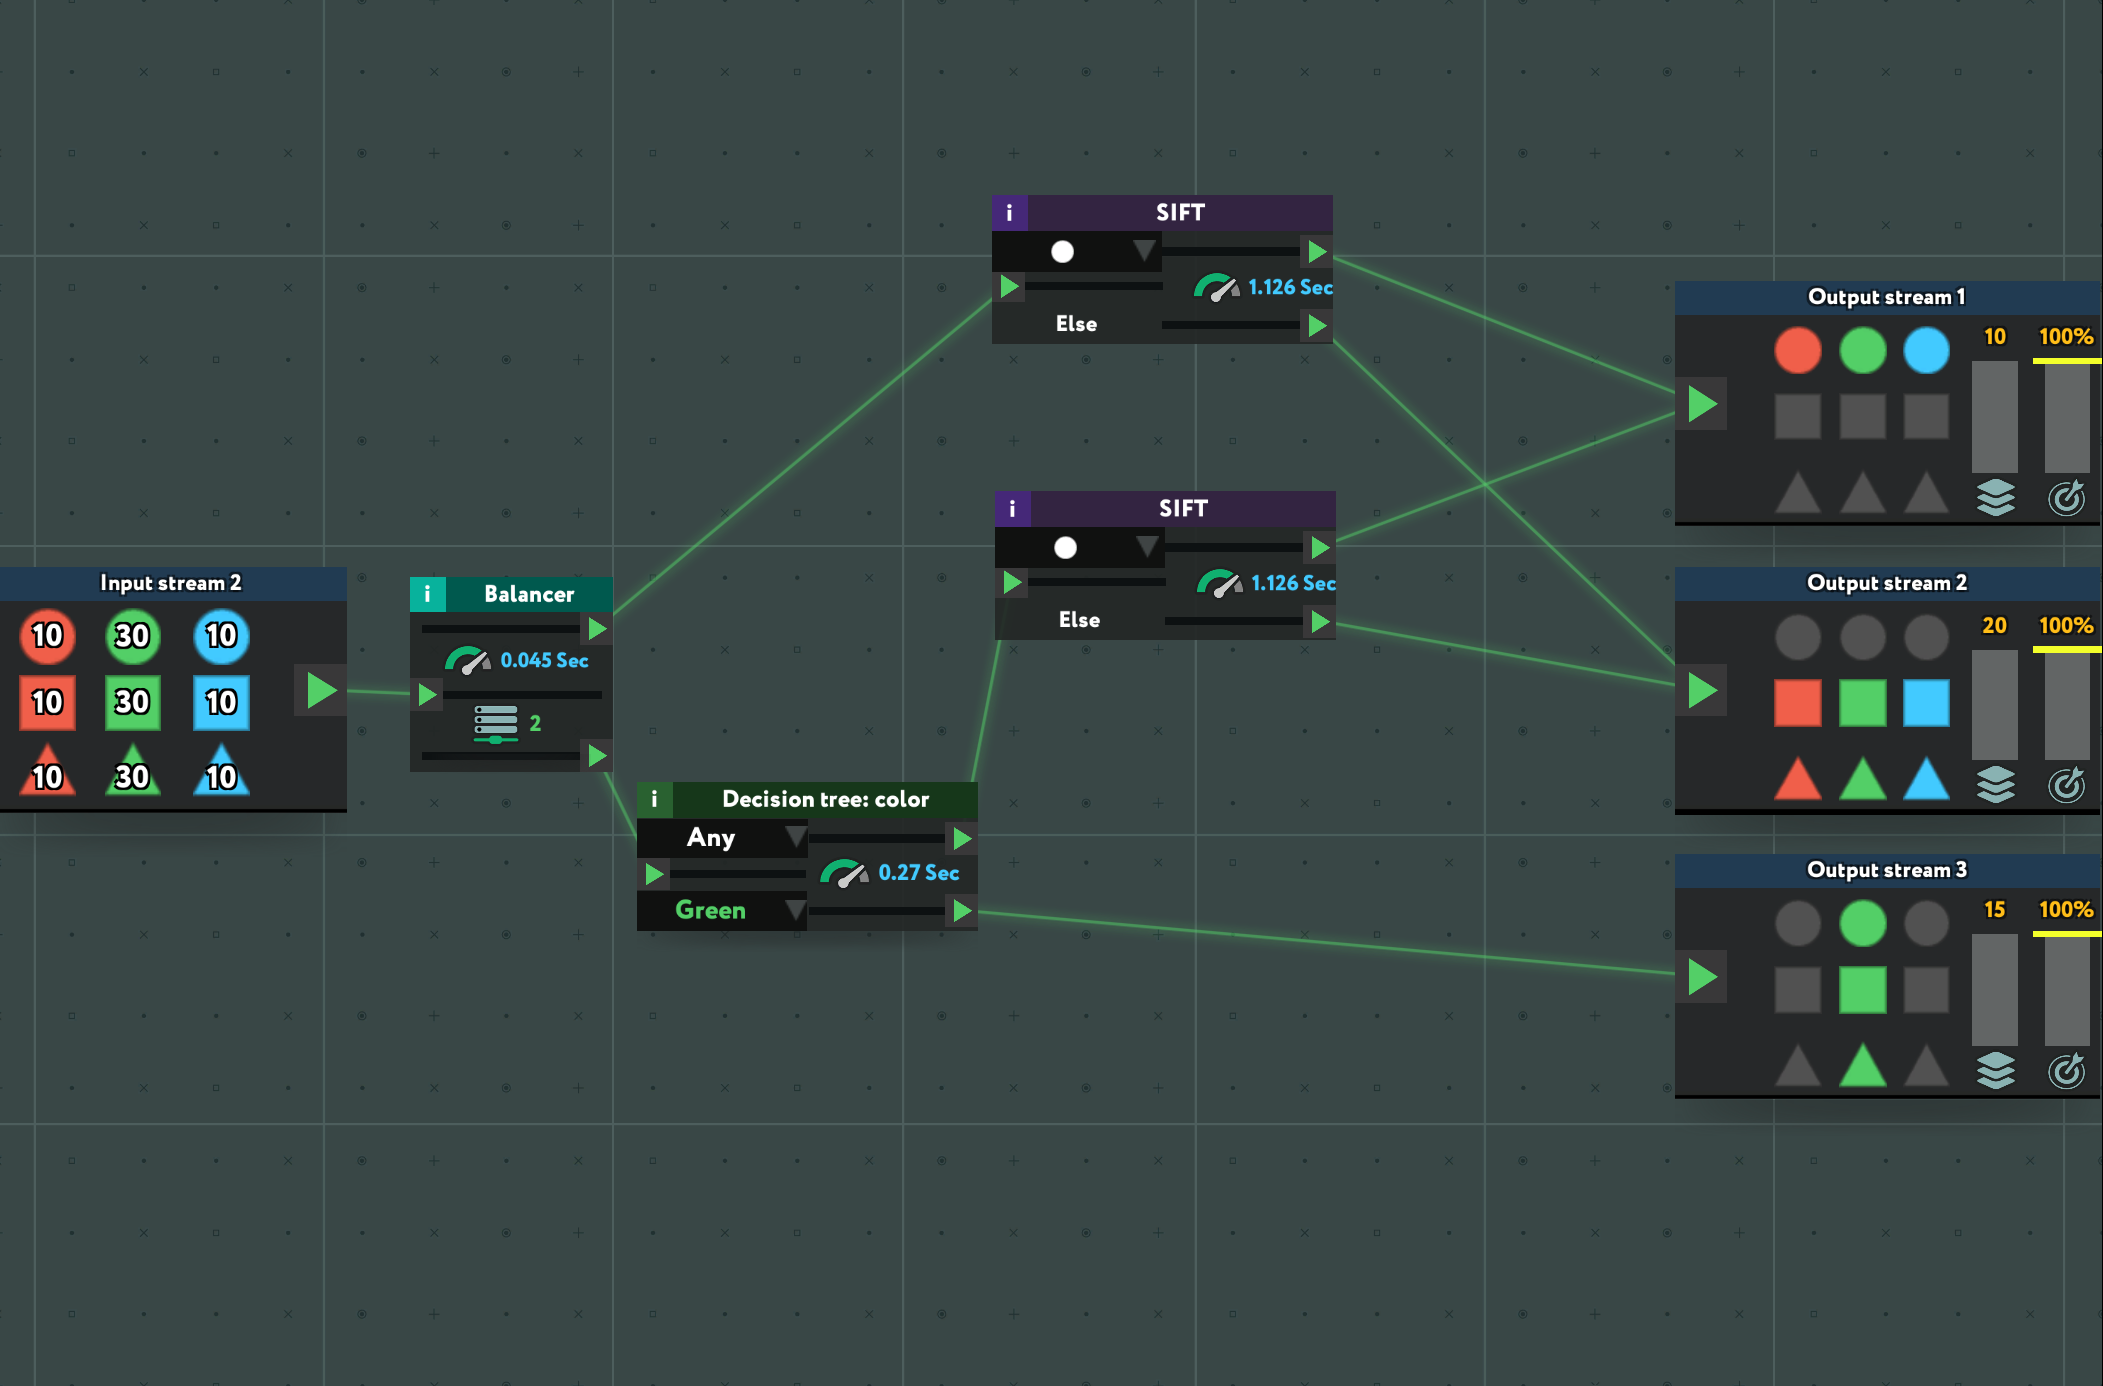 i SIFT
1.126 Sec
Else
Output stream 1
10 100%
i SIFT
1.126 Sec
Else
Input stream 2
10 30 10
10 30 10
10 30 10
i Balancer
0.045 Sec
2
Output stream 2
20 100%
i Decision tree: color
Any
0.27 Sec
Green
Output stream 3
15 100%